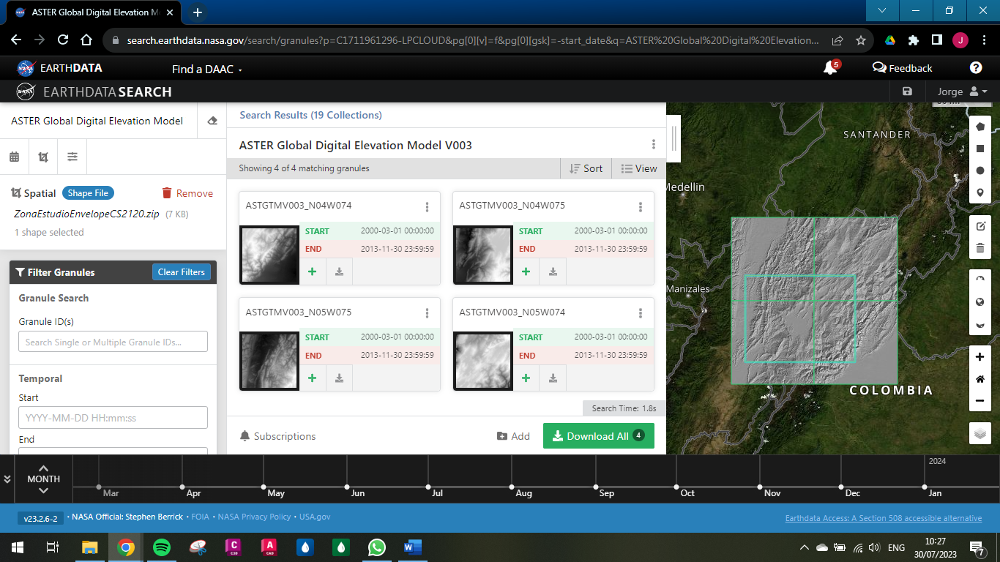 ASTER Global Digital Elevation M
search.earthdata.nasa.gov/search/granules?p=C1711961296-LPCLOUD&pg[0][v]=f&pg[0][gsk]=-start_date&q=ASTER%20Global%20Digital%20Elevation...
J
NASA EARTHDATA
Find a DAAC
5
Feedback
?
NASA EARTHDATA SEARCH
Jorge
ASTER Global Digital Elevation Model
Spatial Shape File Remove
ZonaEstudioEnvelopeCS2120.zip (7 KB)
1 shape selected
Filter Granules Clear Filters
Granule Search
Granule ID(s)
Search Single or Multiple Granule IDs...
Temporal
Start
YYYY-MM-DD HH:mm:ss
End
Search Results (19 Collections)
ASTER Global Digital Elevation Model V003
Showing 4 of 4 matching granules
Sort View
ASTGTMV003_N04W074
START 2000-03-01 00:00:00
END 2013-11-30 23:59:59
ASTGTMV003_N04W075
START 2000-03-01 00:00:00
END 2013-11-30 23:59:59
ASTGTMV003_N05W075
START 2000-03-01 00:00:00
END 2013-11-30 23:59:59
ASTGTMV003_N05W074
START 2000-03-01 00:00:00
END 2013-11-30 23:59:59
Search Time: 1.8s
Subscriptions
Add
Download All 4
SANTANDER
Medellin
Manizales
COLOMBIA
MONTH
2024
Mar Apr May Jun Jul Aug Sep Oct Nov Dec Jan
v23.2.6-2 • NASA Official: Stephen Berrick • FOIA • NASA Privacy Policy • USA.gov
Earthdata Access: A Section 508 accessible alternative
C
C3D
A
CAD
W
ENG
10:27
30/07/2023
7